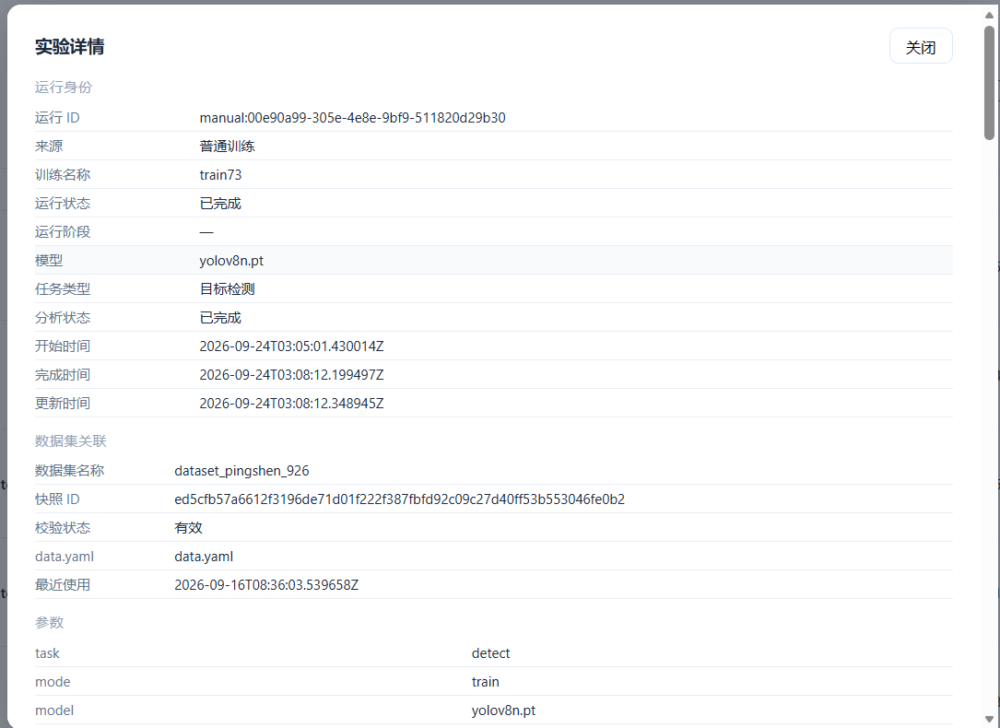 实验详情
关闭
运行身份
运行 ID manual:00e90a99-305e-4e8e-9bf9-511820d29b30
来源 普通训练
训练名称 train73
运行状态 已完成
运行阶段 —
模型 yolov8n.pt
任务类型 目标检测
分析状态 已完成
开始时间 2026-09-24T03:05:01.430014Z
完成时间 2026-09-24T03:08:12.199497Z
更新时间 2026-09-24T03:08:12.348945Z
数据集关联
数据集名称 dataset_pingshen_926
快照 ID ed5cfb57a6612f3196de71d01f222f387fbfd92c09c27d40ff53b553046fe0b2
校验状态 有效
data.yaml data.yaml
最近使用 2026-09-16T08:36:03.539658Z
参数
task detect
mode train
model yolov8n.pt